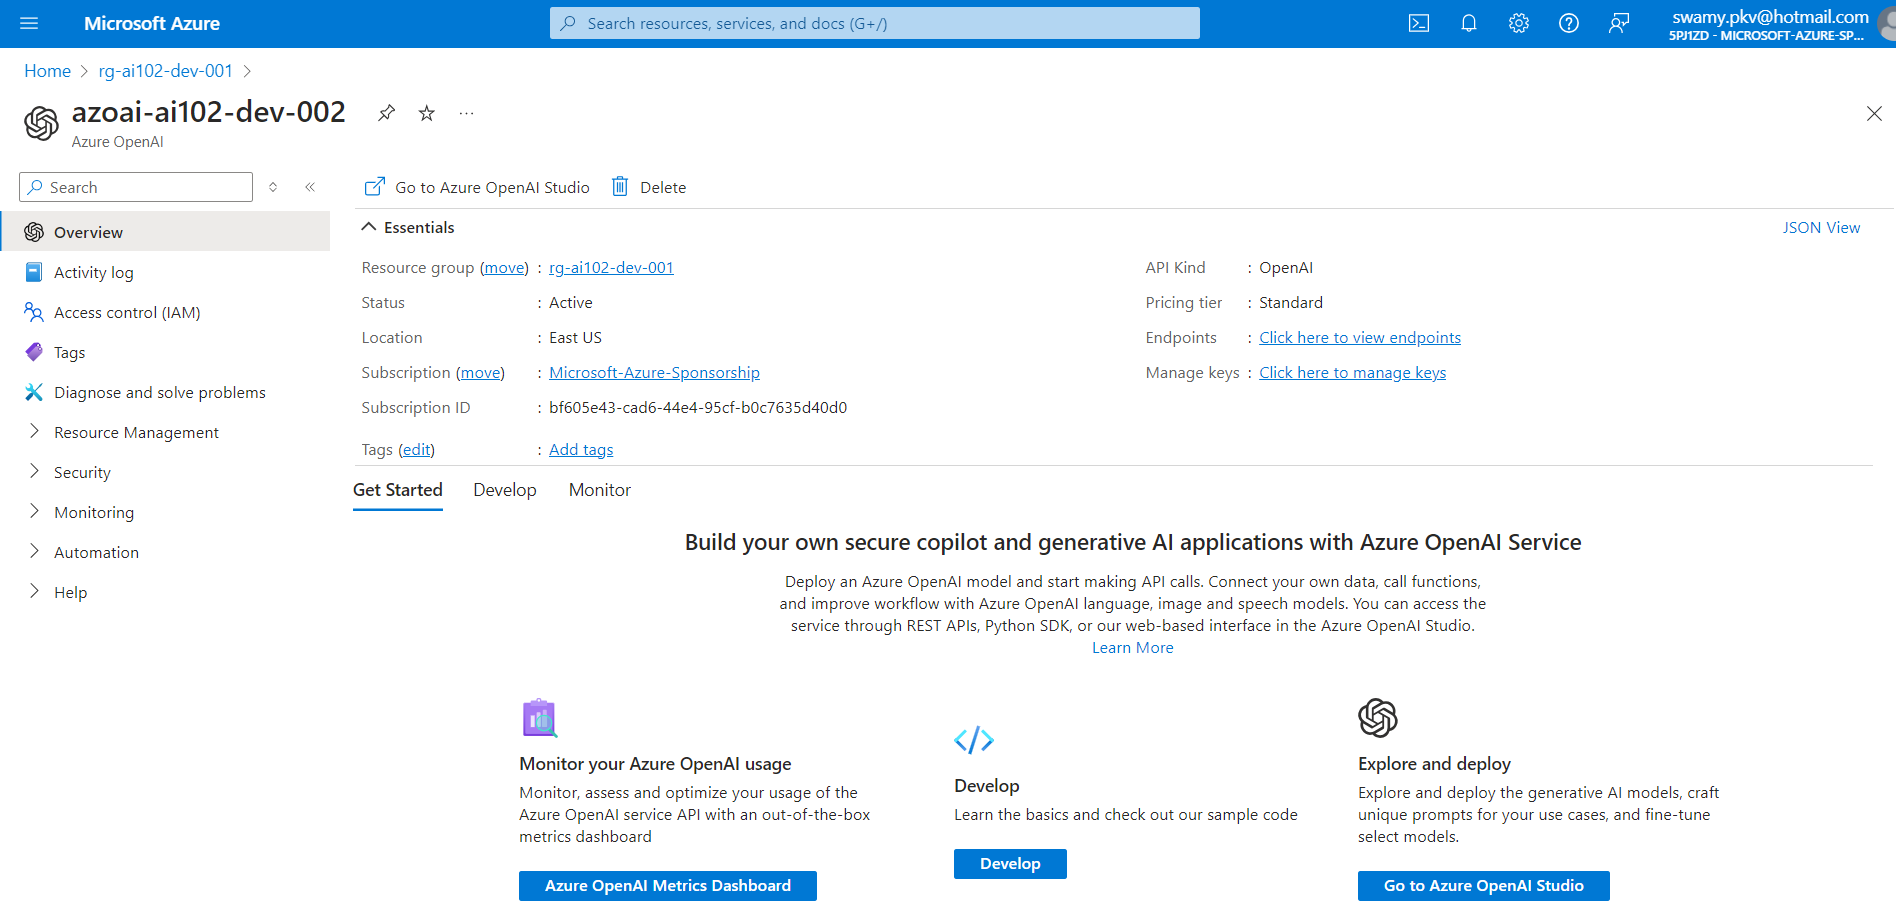 Microsoft Azure
Search resources, services, and docs (G+/)
swamy.pkv@hotmail.com
5PJ1ZD - MICROSOFT-AZURE-SP...
Home > rg-ai102-dev-001 >
azoai-ai102-dev-002
Azure OpenAI
Search
Overview
Activity log
Access control (IAM)
Tags
Diagnose and solve problems
Resource Management
Security
Monitoring
Automation
Help
Go to Azure OpenAI Studio
Delete
Essentials
JSON View
Resource group (move) : rg-ai102-dev-001
Status : Active
Location : East US
Subscription (move) : Microsoft-Azure-Sponsorship
Subscription ID : bf605e43-cad6-44e4-95cf-b0c7635d40d0
Tags (edit) : Add tags
API Kind : OpenAI
Pricing tier : Standard
Endpoints : Click here to view endpoints
Manage keys : Click here to manage keys
Get Started
Develop
Monitor
Build your own secure copilot and generative AI applications with Azure OpenAI Service
Deploy an Azure OpenAI model and start making API calls. Connect your own data, call functions,
and improve workflow with Azure OpenAI language, image and speech models. You can access the
service through REST APIs, Python SDK, or our web-based interface in the Azure OpenAI Studio.
Learn More
Monitor your Azure OpenAI usage
Monitor, assess and optimize your usage of the
Azure OpenAI service API with an out-of-the-box
metrics dashboard
Azure OpenAI Metrics Dashboard
Develop
Learn the basics and check out our sample code
Develop
Explore and deploy
Explore and deploy the generative AI models, craft
unique prompts for your use cases, and fine-tune
select models.
Go to Azure OpenAI Studio